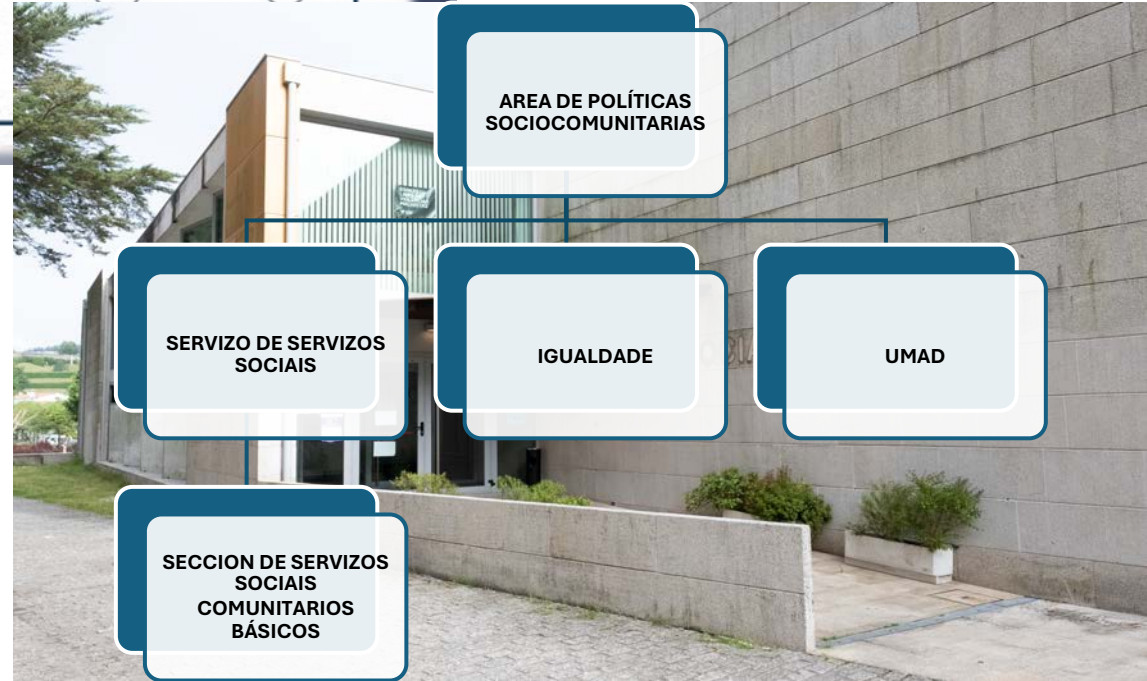 AREA DE POLÍTICAS
SOCIOCOMUNITARIAS
SERVIZO DE SERVIZOS
SOCIAIS
IGUALDADE
UMAD
SECCION DE SERVIZOS
SOCIAIS
COMUNITARIOS
BÁSICOS